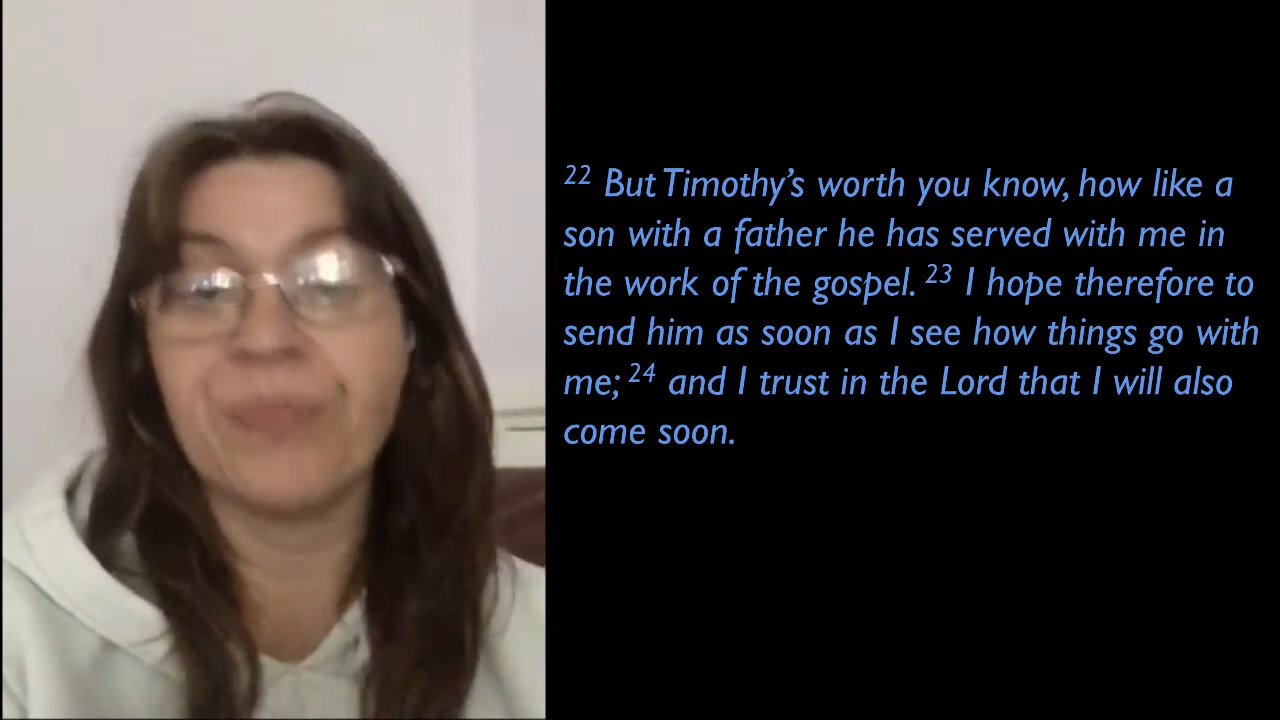 22 But Timothy’s worth you know, how like a
son with a father he has served with me in
the work of the gospel. 23 I hope therefore to
send him as soon as I see how things go with
me; 24 and I trust in the Lord that I will also
come soon.